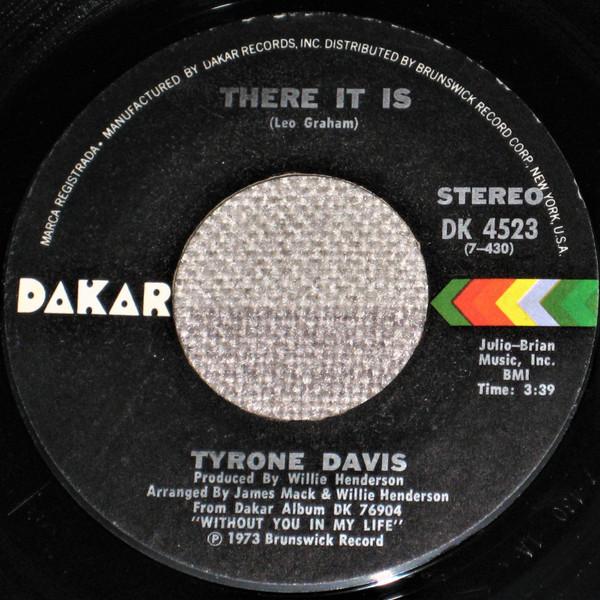 MARCA REGISTRADA • MANUFACTURED BY DAKAR RECORDS, INC. DISTRIBUTED BY BRUNSWICK RECORD CORP. NEW YORK, U.S.A.
THERE IT IS
(Leo Graham)
STEREO
DK 4523
(7-430)
DAKAR
Julio-Brian
Music, Inc.
BMI
Time: 3:39
TYRONE DAVIS
Produced By Willie Henderson
Arranged By James Mack & Willie Henderson
From Dakar Album DK 76904
"WITHOUT YOU IN MY LIFE"
℗ 1973 Brunswick Record